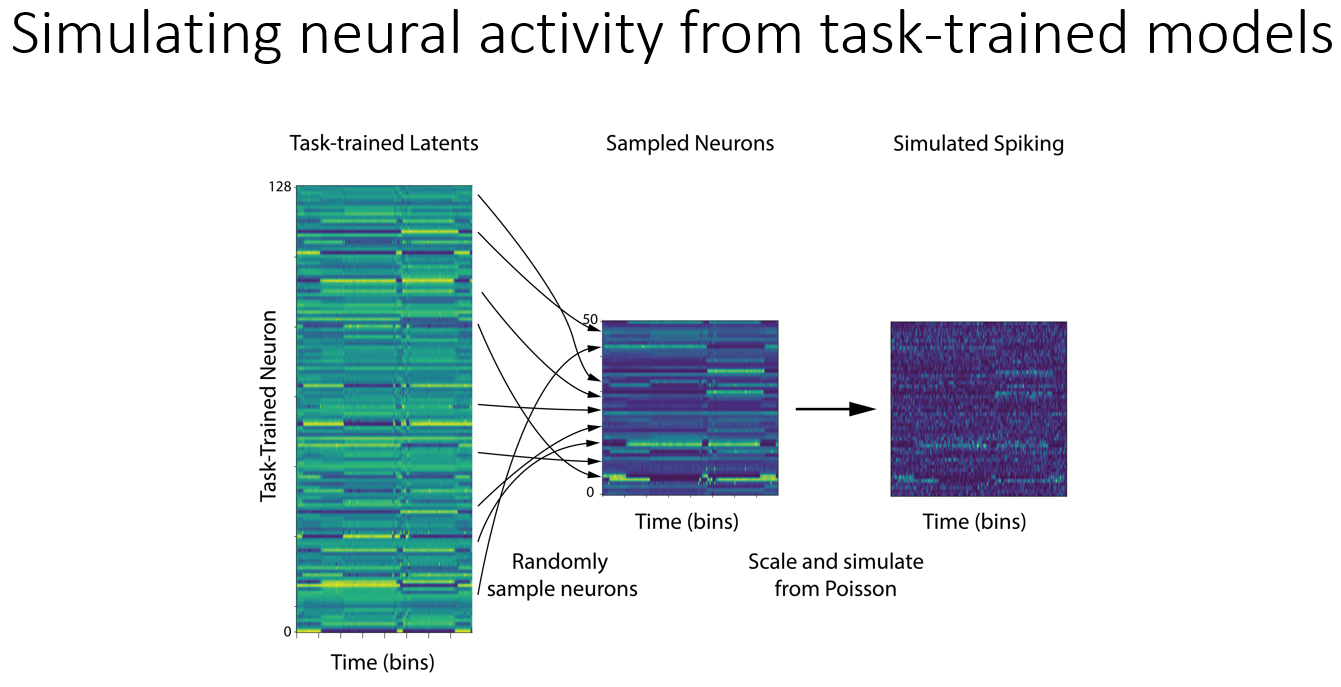 Simulating neural activity from task-trained models
Task-trained Latents
Sampled Neurons
Simulated Spiking
128
Task-Trained Neuron
0
Time (bins)
50
0
Time (bins)
Time (bins)
Randomly
sample neurons
Scale and simulate
from Poisson